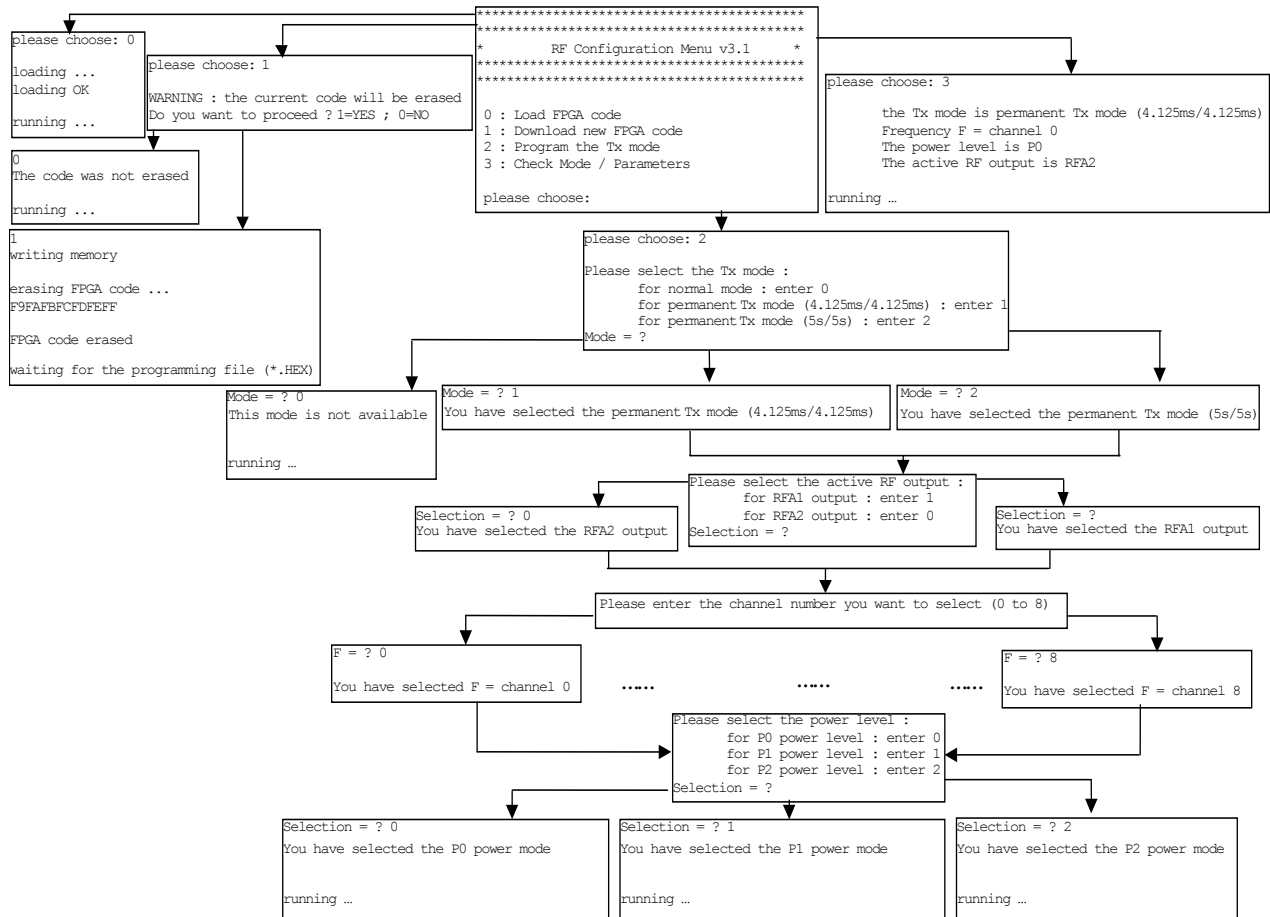 *******************************************
*******************************************
* RF Configuration Menu v3.1 *
*******************************************
*******************************************
0 : Load FPGA code
1 : Download new FPGA code
2 : Program the Tx mode
3 : Check Mode / Parameters
please choose:
please choose: 0
loading ...
loading OK
running ...
please choose: 1
WARNING : the current code will be erased
Do you want to proceed ? 1=YES ; 0=NO
0
The code was not erased
running ...
1
writing memory
erasing FPGA code ...
F9FAFBFCFDFEFF
FPGA code erased
waiting for the programming file (*.HEX)
please choose: 3
the Tx mode is permanent Tx mode (4.125ms/4.125ms)
Frequency F = channel 0
The power level is P0
The active RF output is RFA2
running …
please choose: 2
Please select the Tx mode :
for normal mode : enter 0
for permanent Tx mode (4.125ms/4.125ms) : enter 1
for permanent Tx mode (5s/5s) : enter 2
Mode = ?
Mode = ? 0
This mode is not available
running …
Mode = ? 1
You have selected the permanent Tx mode (4.125ms/4.125ms)
Mode = ? 2
You have selected the permanent Tx mode (5s/5s)
Please select the active RF output :
for RFA1 output : enter 1
for RFA2 output : enter 0
Selection = ?
Selection = ? 0
You have selected the RFA2 output
Selection = ?
You have selected the RFA1 output
Please enter the channel number you want to select (0 to 8)
F = ? 0
You have selected F = channel 0
…… …… ……
F = ? 8
You have selected F = channel 8
Please select the power level :
for P0 power level : enter 0
for P1 power level : enter 1
for P2 power level : enter 2
Selection = ?
Selection = ? 0
You have selected the P0 power mode
running …
Selection = ? 1
You have selected the P1 power mode
running …
Selection = ? 2
You have selected the P2 power mode
running …